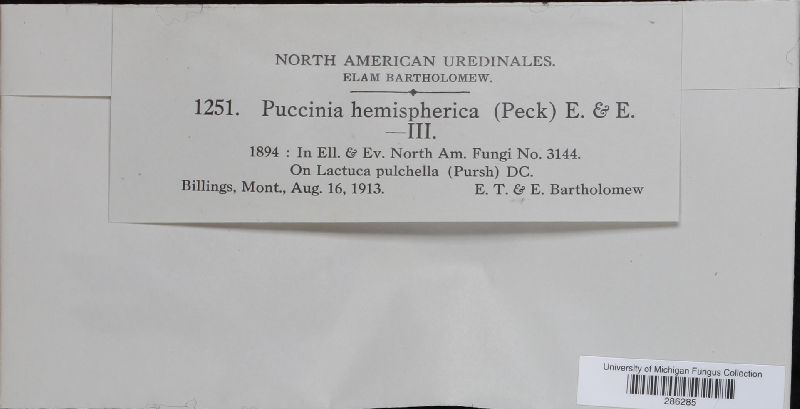 NORTH AMERICAN UREDINALES.
ELAM BARTHOLOMEW.
1251. Puccinia hemispherica (Peck) E. & E.
—III.
1894 : In Ell. & Ev. North Am. Fungi No. 3144.
On Lactuca pulchella (Pursh) DC.
Billings, Mont., Aug. 16, 1913. E. T. & E. Bartholomew
University of Michigan Fungus Collection
286285